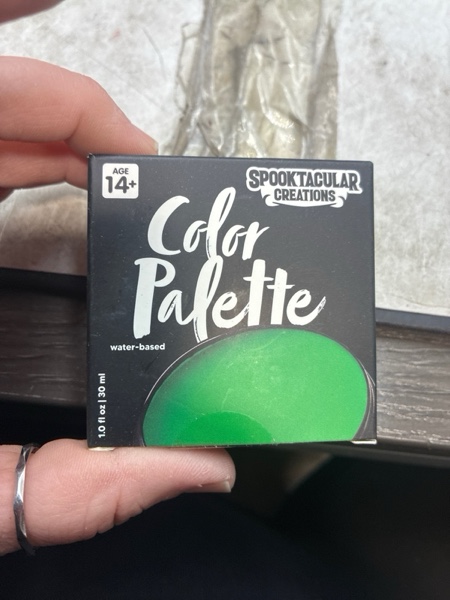 AGE
14+
SPOOKTACULAR
CREATIONS
Color
Palette
water-based
1.0 fl oz | 30 ml